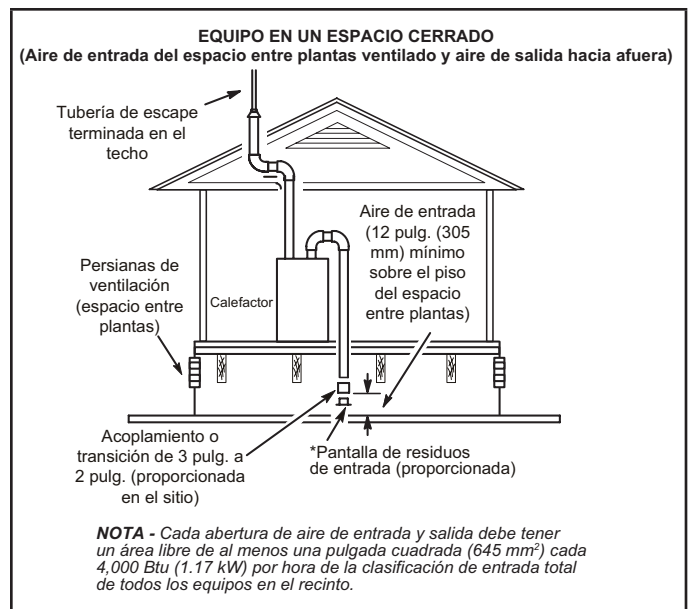 EQUIPO EN UN ESPACIO CERRADO
(Aire de entrada del espacio entre plantas ventilado y aire de salida hacia afuera)
Tubería de escape
terminada en el
techo
Aire de entrada
(12 pulg. (305
mm) mínimo
sobre el piso
del espacio
entre plantas)
Persianas de
ventilación
(espacio entre
plantas)
Calefactor
Acoplamiento o
transición de 3 pulg. a
2 pulg. (proporcionada
en el sitio)
*Pantalla de residuos
de entrada (proporcionada)
NOTA - Cada abertura de aire de entrada y salida debe tener
un área libre de al menos una pulgada cuadrada (645 mm²) cada
4,000 Btu (1.17 kW) por hora de la clasificación de entrada total
de todos los equipos en el recinto.